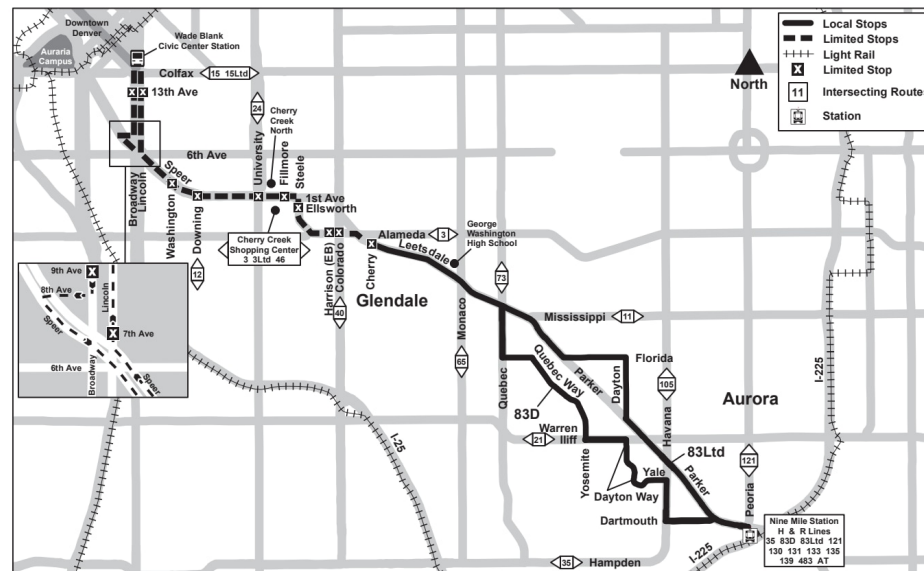 Downtown
Denver
Auraria
Campus
Wade Blank
Civic Center Station
Colfax
15 15Ltd
13th Ave
24
Cherry
Creek
North
North
Local Stops
Limited Stops
Light Rail
X Limited Stop
11 Intersecting Route
Station
6th Ave
Speer
Broadway
Lincoln
Washington
Downing
University
Fillmore
Steele
1st Ave
Ellsworth
Cherry Creek
Shopping Center
3 3Ltd 46
12
Harrison (EB)
Colorado
40
Cherry
Alameda
3
Leetsdale
George
Washington
High School
Glendale
Monaco
65
73
Mississippi
11
9th Ave
8th Ave
Lincoln
Speer
7th Ave
6th Ave
Broadway
Speer
Quebec
Quebec Way
Parker
Dayton
Florida
105
Havana
Aurora
I-225
83D
21
Warren
Iliff
Yosemite
83Ltd
121
Peoria
Yale
Parker
Dayton Way
Dartmouth
I-25
35
Hampden
I-225
Nine Mile Station
H & R Lines
35 83D 83Ltd 121
130 131 133 135
139 483 AT